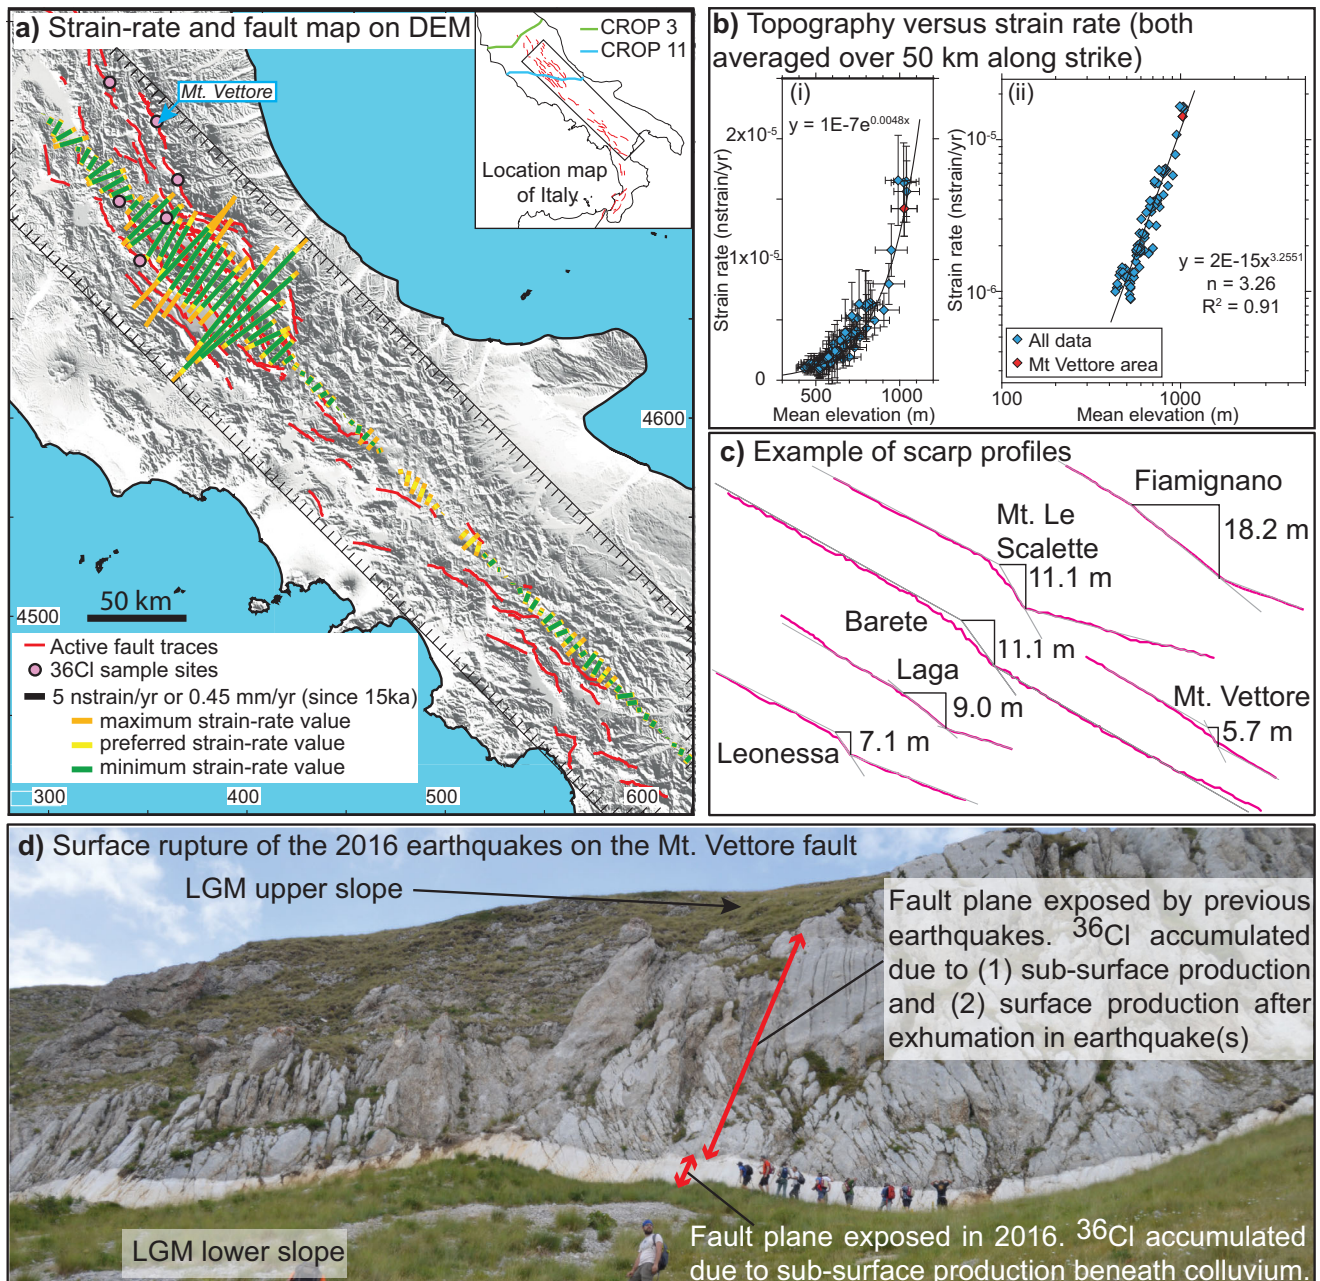 a) Strain-rate and fault map on DEM
CROP 3
CROP 11
Mt. Vettore
Location map
of Italy
4600
4500
50 km
Active fault traces
36Cl sample sites
5 nstrain/yr or 0.45 mm/yr (since 15ka)
maximum strain-rate value
preferred strain-rate value
minimum strain-rate value
300
400
500
600
b) Topography versus strain rate (both
averaged over 50 km along strike)
(i)
y = 1E-7e^0.0048x
2x10^-5
1x10^-5
0
Strain rate (nstrain/yr)
500
1000
Mean elevation (m)
(ii)
10^-5
10^-6
Strain rate (nstrain/yr)
y = 2E-15x^3.2551
n = 3.26
R^2 = 0.91
All data
Mt Vettore area
100
1000
Mean elevation (m)
c) Example of scarp profiles
Fiamignano
18.2 m
Mt. Le
Scalette
11.1 m
Barete
11.1 m
Laga
9.0 m
Mt. Vettore
5.7 m
Leonessa
7.1 m
d) Surface rupture of the 2016 earthquakes on the Mt. Vettore fault
LGM upper slope
Fault plane exposed by previous
earthquakes. ^36Cl accumulated
due to (1) sub-surface production
and (2) surface production after
exhumation in earthquake(s)
LGM lower slope
Fault plane exposed in 2016. ^36Cl accumulated
due to sub-surface production beneath colluvium.